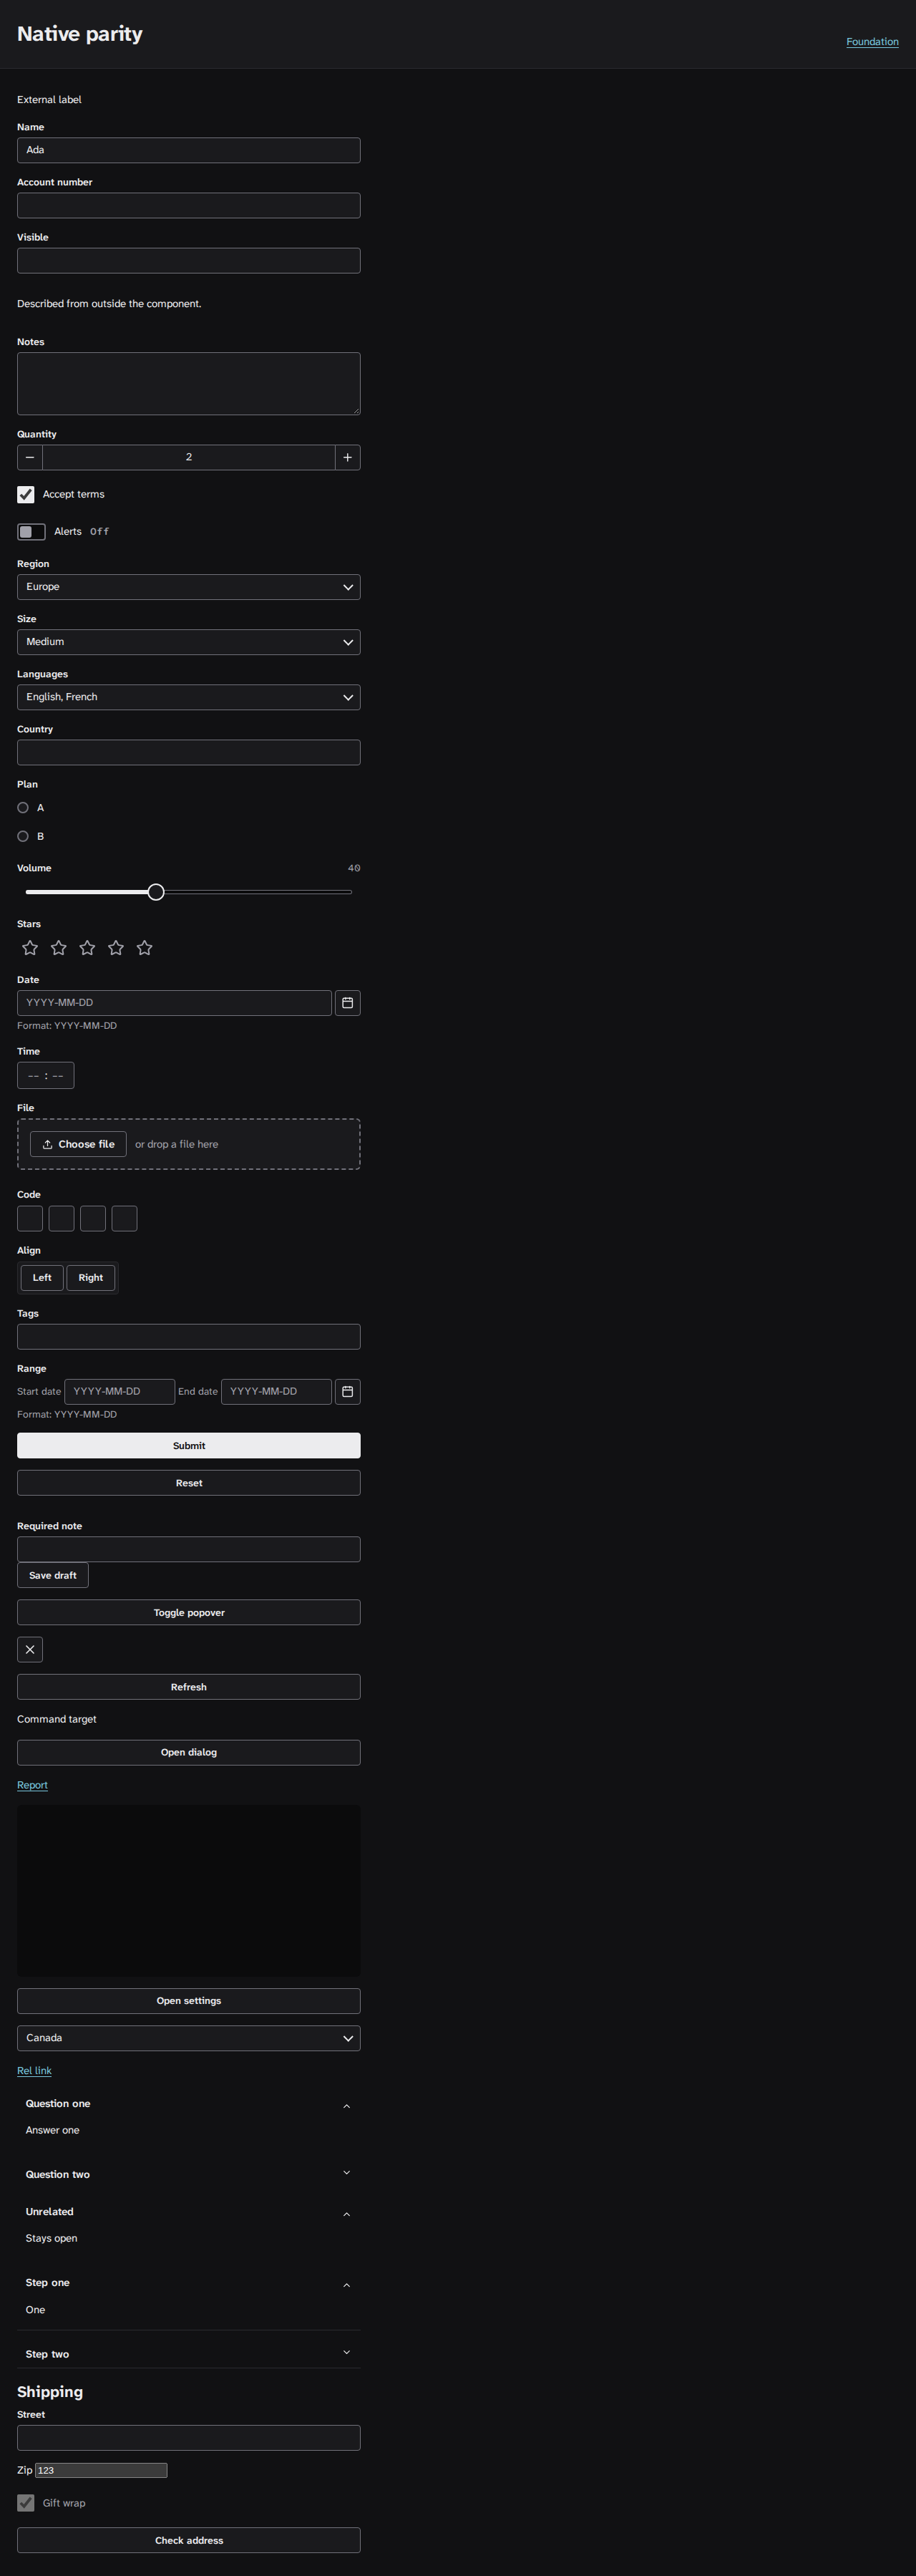 Native parity
Foundation
External label
Name
Ada
Account number
Visible
Described from outside the component.
Notes
Quantity
2
Accept terms
Alerts Off
Region
Europe
Size
Medium
Languages
English, French
Country
Plan
A
B
Volume 40
Stars
Date
YYYY-MM-DD
Format: YYYY-MM-DD
Time
-- : --
File
Choose file or drop a file here
Code
Align
Left Right
Tags
Range
Start date YYYY-MM-DD End date YYYY-MM-DD
Format: YYYY-MM-DD
Submit
Reset
Required note
Save draft
Toggle popover
Refresh
Command target
Open dialog
Report
Open settings
Canada
Rel link
Question one
Answer one
Question two
Unrelated
Stays open
Step one
One
Step two
Shipping
Street
Zip 123
Gift wrap
Check address